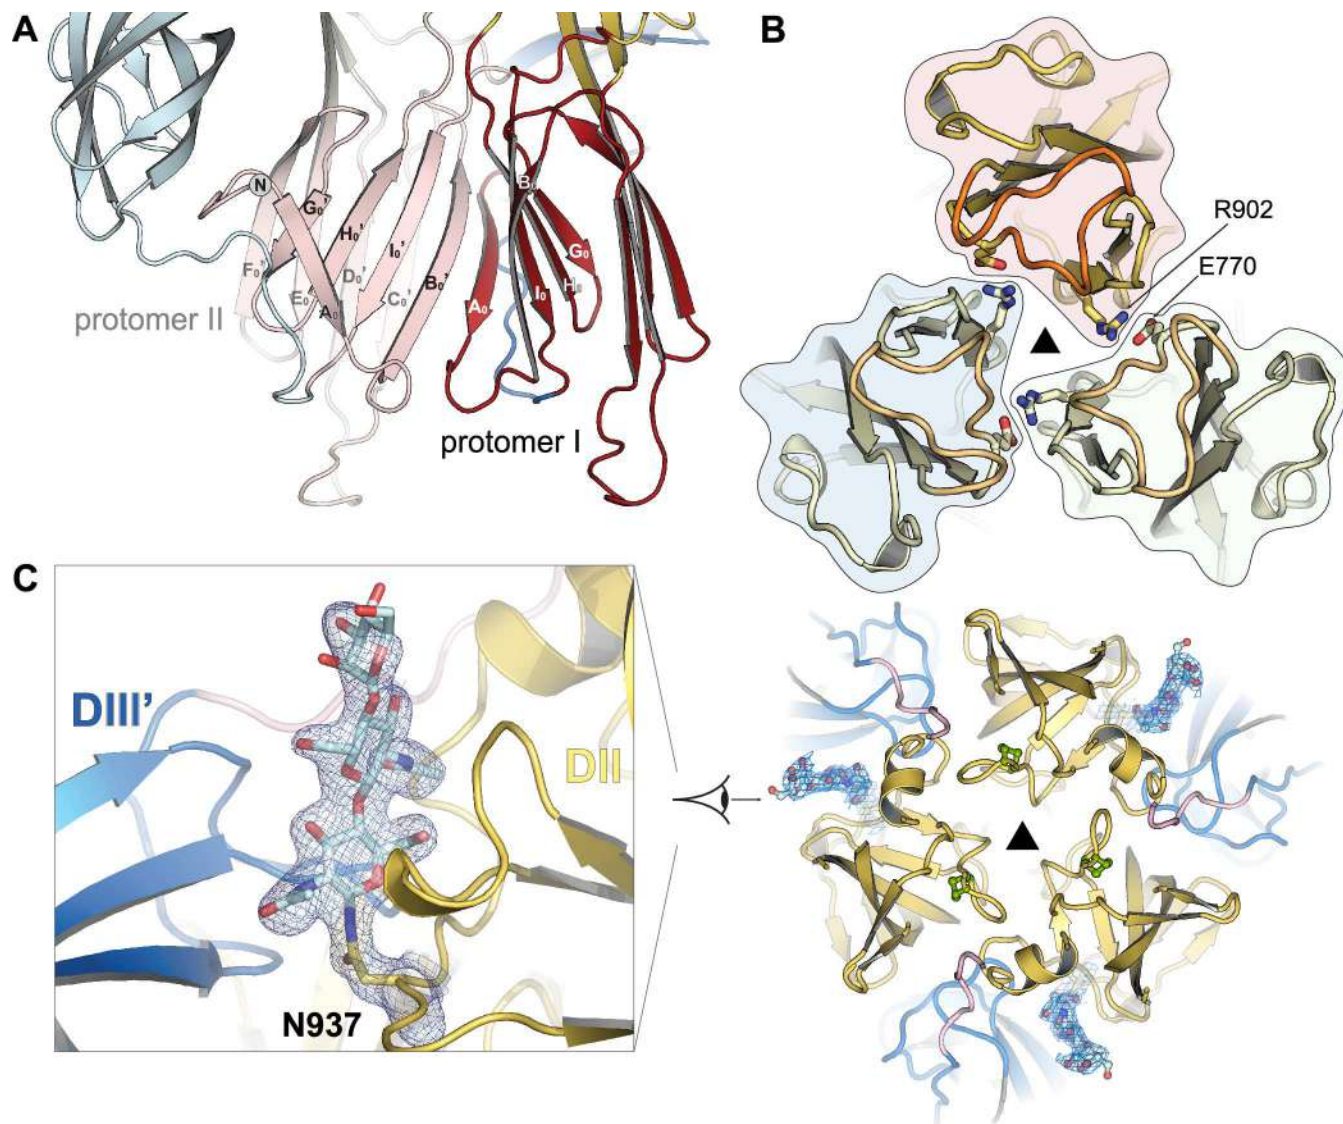 A
B
N
G₀'
H₀'
I₀'
B₀'
F₀'
E₀
D₀'
C₀'
A₀
protomer II
B
G₀
H₀
I₀
A₀
protomer I
R902
E770
C
DIII'
DII
N937